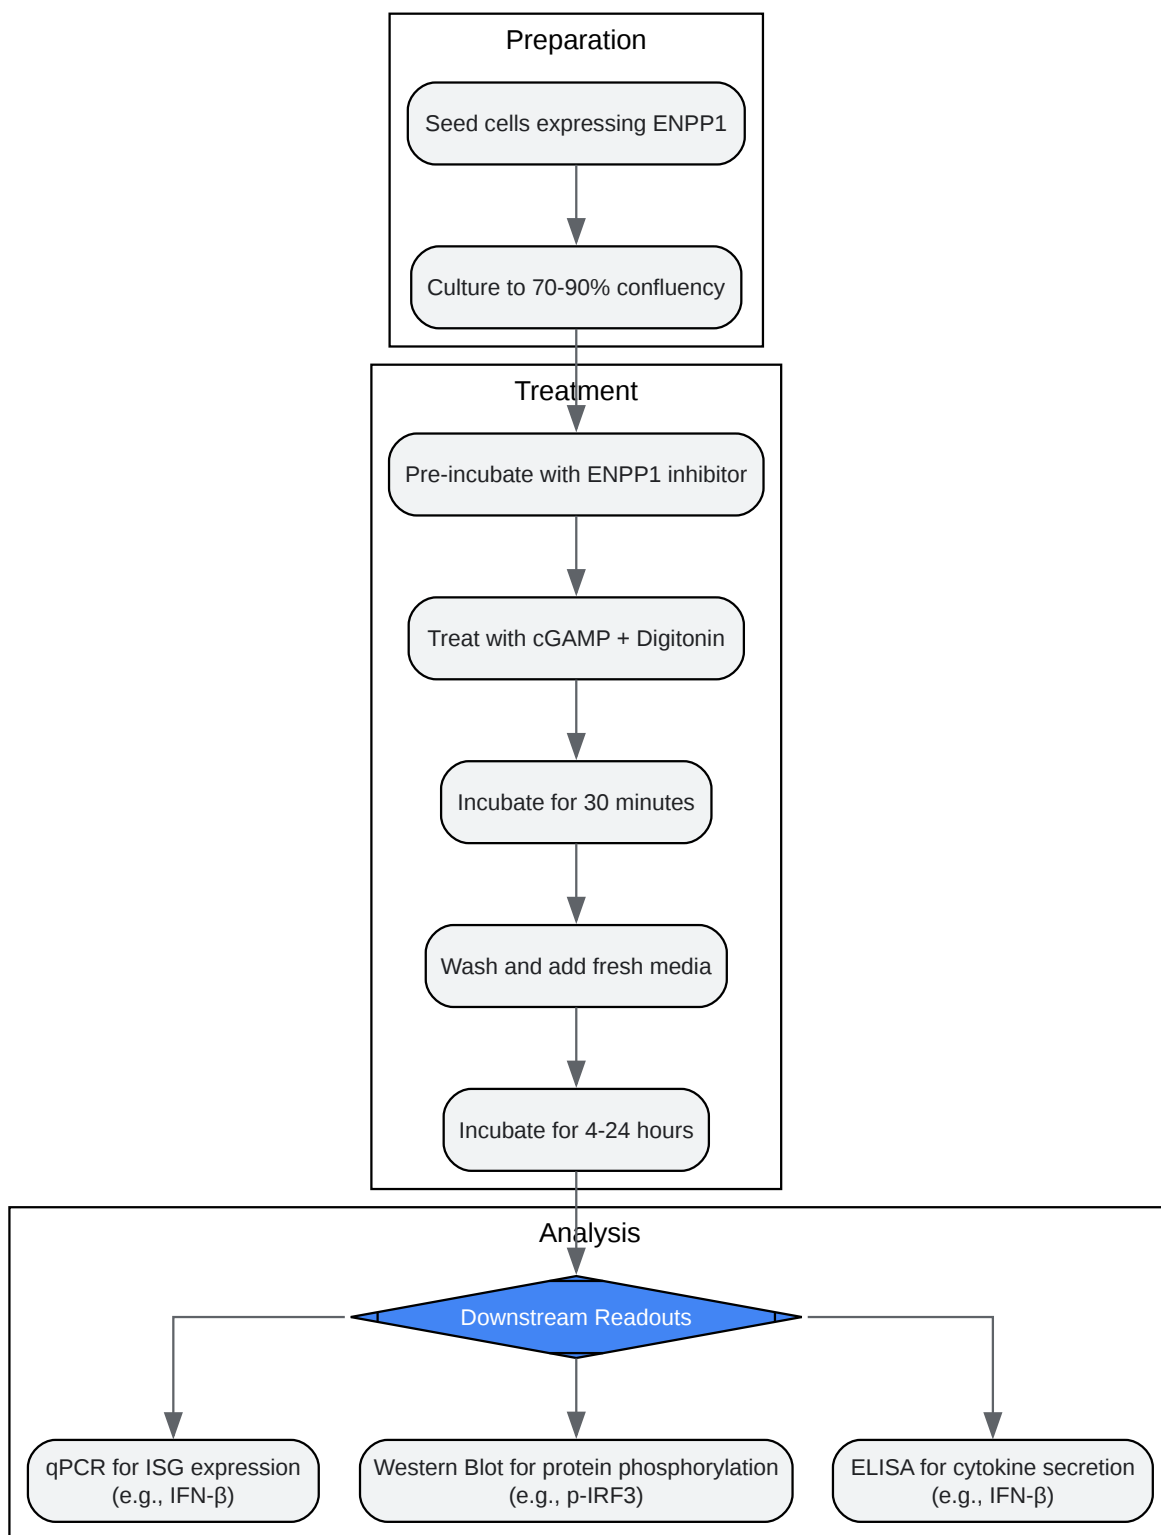 Preparation
Seed cells expressing ENPP1
Culture to 70-90% confluency
Treatment
Pre-incubate with ENPP1 inhibitor
Treat with cGAMP + Digitonin
Incubate for 30 minutes
Wash and add fresh media
Incubate for 4-24 hours
Analysis
Downstream Readouts
qPCR for ISG expression
(e.g., IFN-β)
Western Blot for protein phosphorylation
(e.g., p-IRF3)
ELISA for cytokine secretion
(e.g., IFN-β)